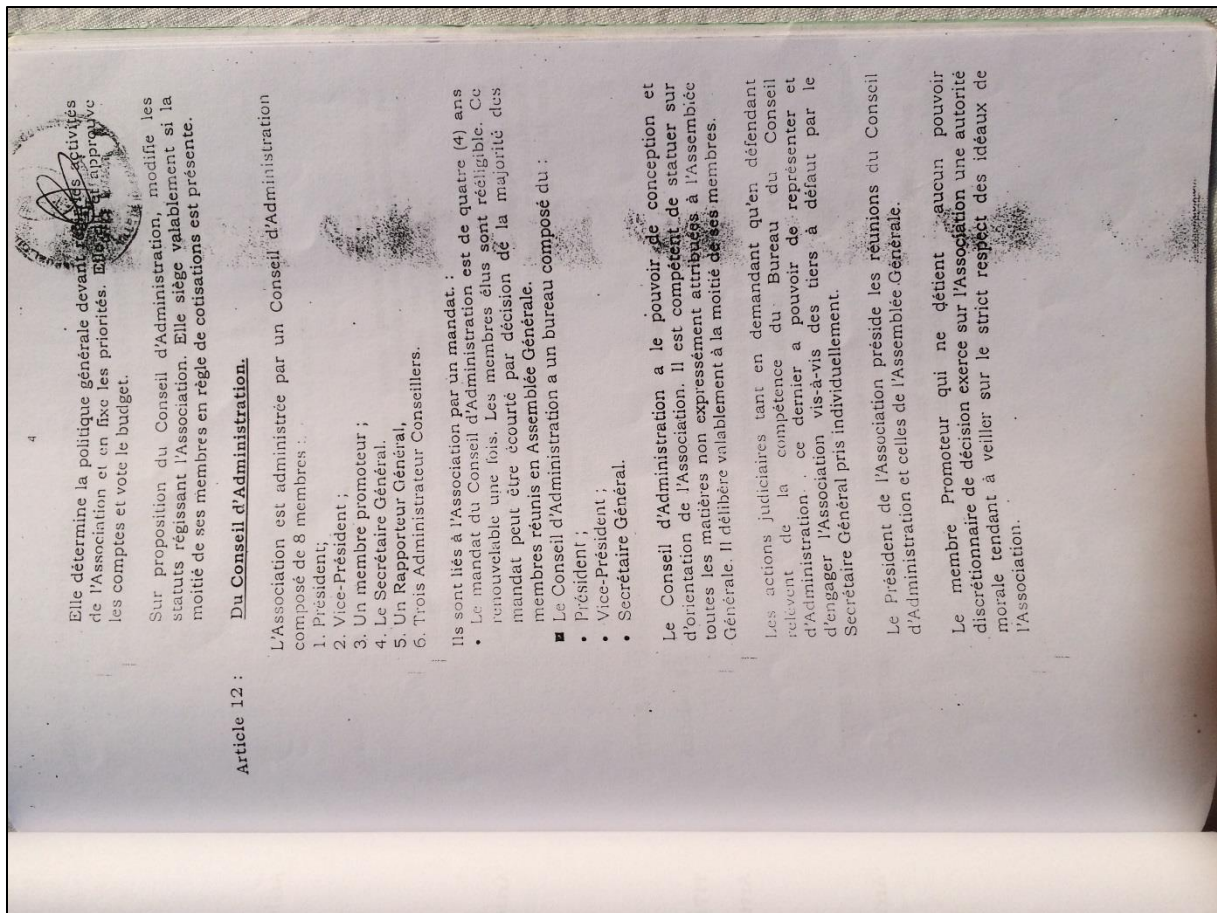 4
Elle détermine la politique générale devant les activités
de l'Association et en fixe les priorités. Elle et approuve
les comptes et vote le budget.
Sur proposition du Conseil d'Administration, modifie les
statuts régissant l'Association. Elle siège valablement si la
moitié de ses membres en règle de cotisations est présente.
Article 12 : Du Conseil d'Administration.
L'Association est administrée par un Conseil d'Administration
composé de 8 membres :
1. Président;
2. Vice-Président ;
3. Un membre promoteur ;
4. Le Secrétaire Général.
5. Un Rapporteur Général,
6. Trois Administrateur Conseillers.
Ils sont liés à l'Association par un mandat. :
• Le mandat du Conseil d'Administration est de quatre (4) ans
renouvelable une fois. Les membres élus sont rééligible. Ce
mandat peut être écourté par décision de la majorité des
membres réunis en Assemblée Générale.
■ Le Conseil d'Administration a un bureau composé du :
• Président ;
• Vice-Président ;
• Secrétaire Général.
Le Conseil d'Administration a le pouvoir de conception et
d'orientation de l'Association. Il est compétent de statuer sur
toutes les matières non expressément attribuées à l'Assemblée
Générale. Il délibère valablement à la moitié de ses membres.
Les actions judiciaires tant en demandant qu'en défendant
relèvent de la compétence du Bureau du Conseil
d'Administration. ; ce dernier a pouvoir de représenter et
d'engager l'Association vis-à-vis des tiers à défaut par le
Secrétaire Général pris individuellement.
Le Président de l'Association préside les réunions du Conseil
d'Administration et celles de l'Assemblée Générale.
Le membre Promoteur qui ne détient aucun pouvoir
discrétionnaire de décision exerce sur l'Association une autorité
morale tendant à veiller sur le strict respect des idéaux de
l'Association.